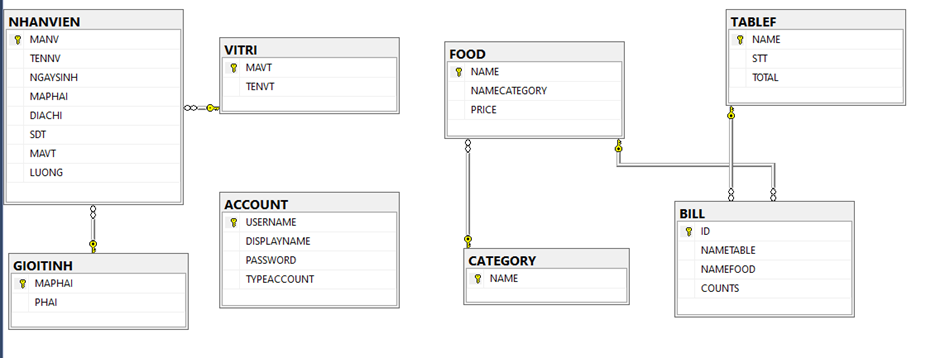 NHANVIEN
MANV
TENNV
NGAYSINH
MAPHAI
DIACHI
SDT
MAVT
LUONG
VITRI
MAVT
TENVT
GIOITINH
MAPHAI
PHAI
ACCOUNT
USERNAME
DISPLAYNAME
PASSWORD
TYPEACCOUNT
FOOD
NAME
NAMECATEGORY
PRICE
CATEGORY
NAME
TABLEF
NAME
STT
TOTAL
BILL
ID
NAMETABLE
NAMEFOOD
COUNTS